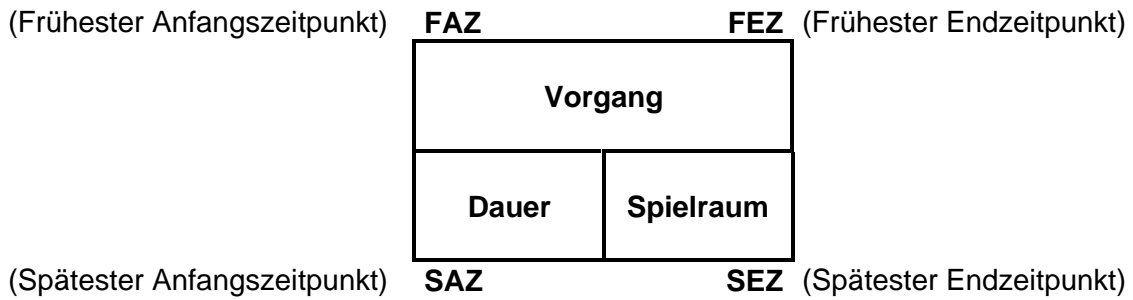 (Frühester Anfangszeitpunkt) FAZ FEZ (Frühester Endzeitpunkt)
Vorgang
Dauer Spielraum
(Spätester Anfangszeitpunkt) SAZ SEZ (Spätester Endzeitpunkt)